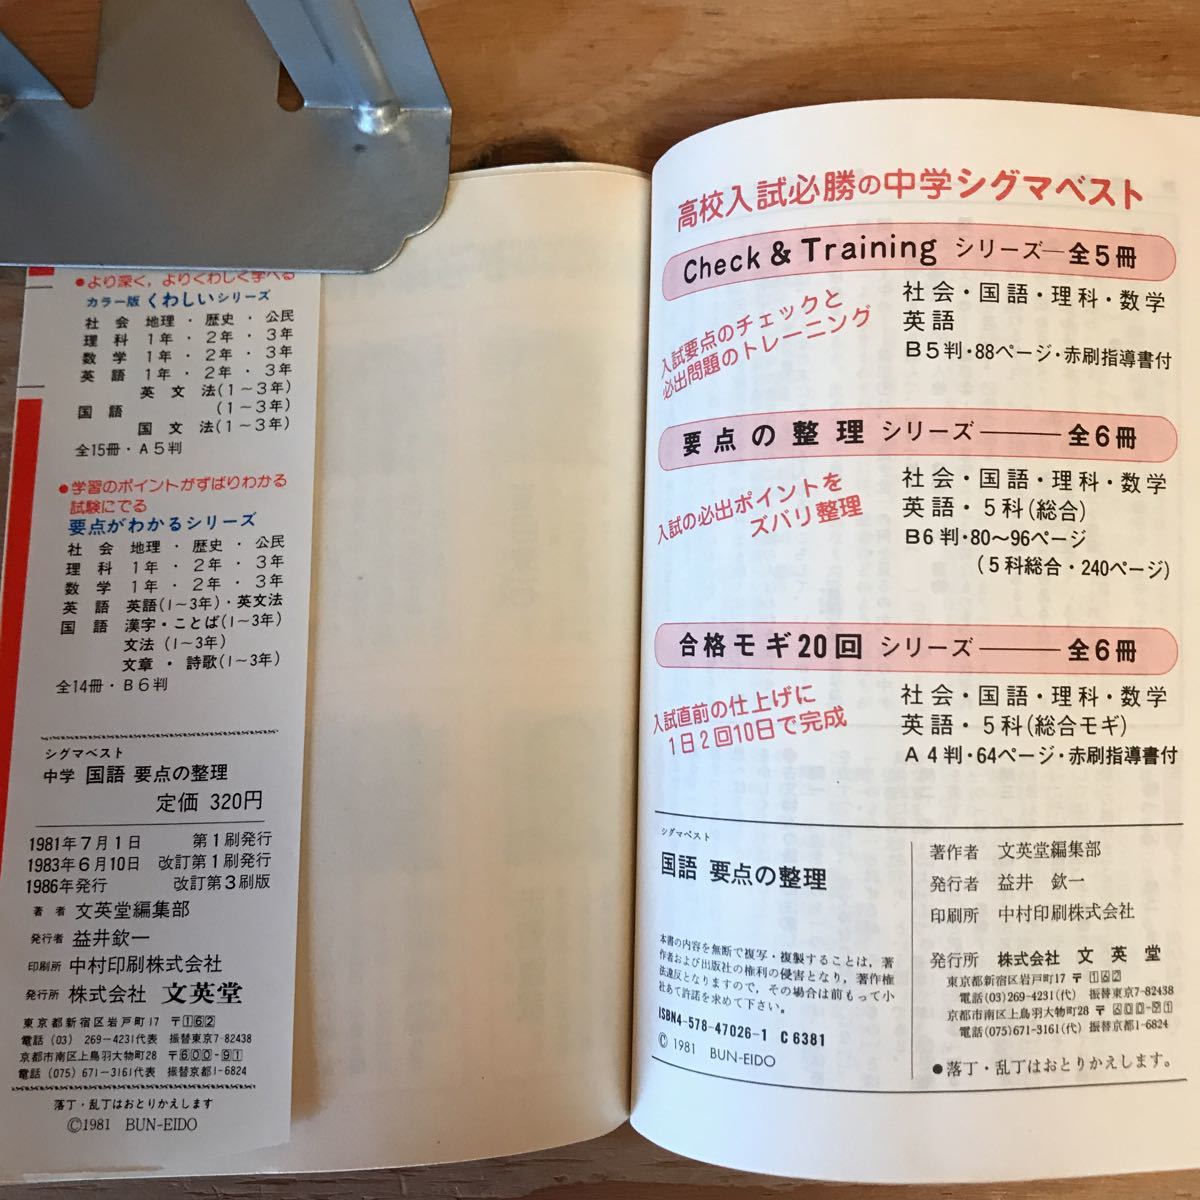 ●より深く，よりくわしく学べる
カラー版 くわしいシリーズ
社会 地理・歴史・公民
理科 1年・2年・3年
数学 1年・2年・3年
英語 1年・2年・3年
英文法(1～3年)
国語 (1～3年)
国文法(1～3年)
全15冊・A5判
●学習のポイントがずばりわかる
試験にでる
要点がわかるシリーズ
社会 地理・歴史・公民
理科 1年・2年・3年
数学 1年・2年・3年
英語 英語(1～3年)・英文法
国語 漢字・ことば(1～3年)
文法(1～3年)
文章・詩歌(1～3年)
全14冊・B6判
シグマベスト
中学 国語 要点の整理
定価 320円
1981年7月1日 第1刷発行
1983年6月10日 改訂第1刷発行
1986年発行 改訂第3刷版
著者 文英堂編集部
発行者 益井欽一
印刷所 中村印刷株式会社
発行所 株式会社 文英堂
東京都新宿区岩戸町17 〒162
電話(03) 269-4231代表 振替東京7-82438
京都市南区上鳥羽大物町28 〒600-91
電話(075) 671-3161代表 振替京都1-6824
落丁・乱丁はおとりかえします
©1981 BUN-EIDO
高校入試必勝の中学シグマベスト
Check & Training シリーズ―全5冊
入試要点のチェックと
必出問題のトレーニング
社会・国語・理科・数学
英語
B5判・88ページ・赤刷指導書付
要点の整理 シリーズ――全6冊
入試の必出ポイントを
ズバリ整理
社会・国語・理科・数学
英語・5科(総合)
B6判・80～96ページ
(5科総合・240ページ)
合格モギ20回 シリーズ――全6冊
入試直前の仕上げに
1日2回10日で完成
社会・国語・理科・数学
英語・5科(総合モギ)
A4判・64ページ・赤刷指導書付
シグマベスト
国語 要点の整理
本書の内容を無断で複写・複製することは，著
作者および出版社の権利の侵害となり，著作権
法違反となりますので，その場合は前もって小
社あて許諾を求めて下さい。
ISBN4-578-47026-1 C6381
© 1981 BUN-EIDO
著作者 文英堂編集部
発行者 益井 欽一
印刷所 中村印刷株式会社
発行所 株式会社 文英堂
東京都新宿区岩戸町17 〒162
電話(03)269-4231(代) 振替東京7-82438
京都市南区上鳥羽大物町28 〒600-91
電話(075)671-3161(代) 振替京都1-6824
●落丁・乱丁はおとりかえします。